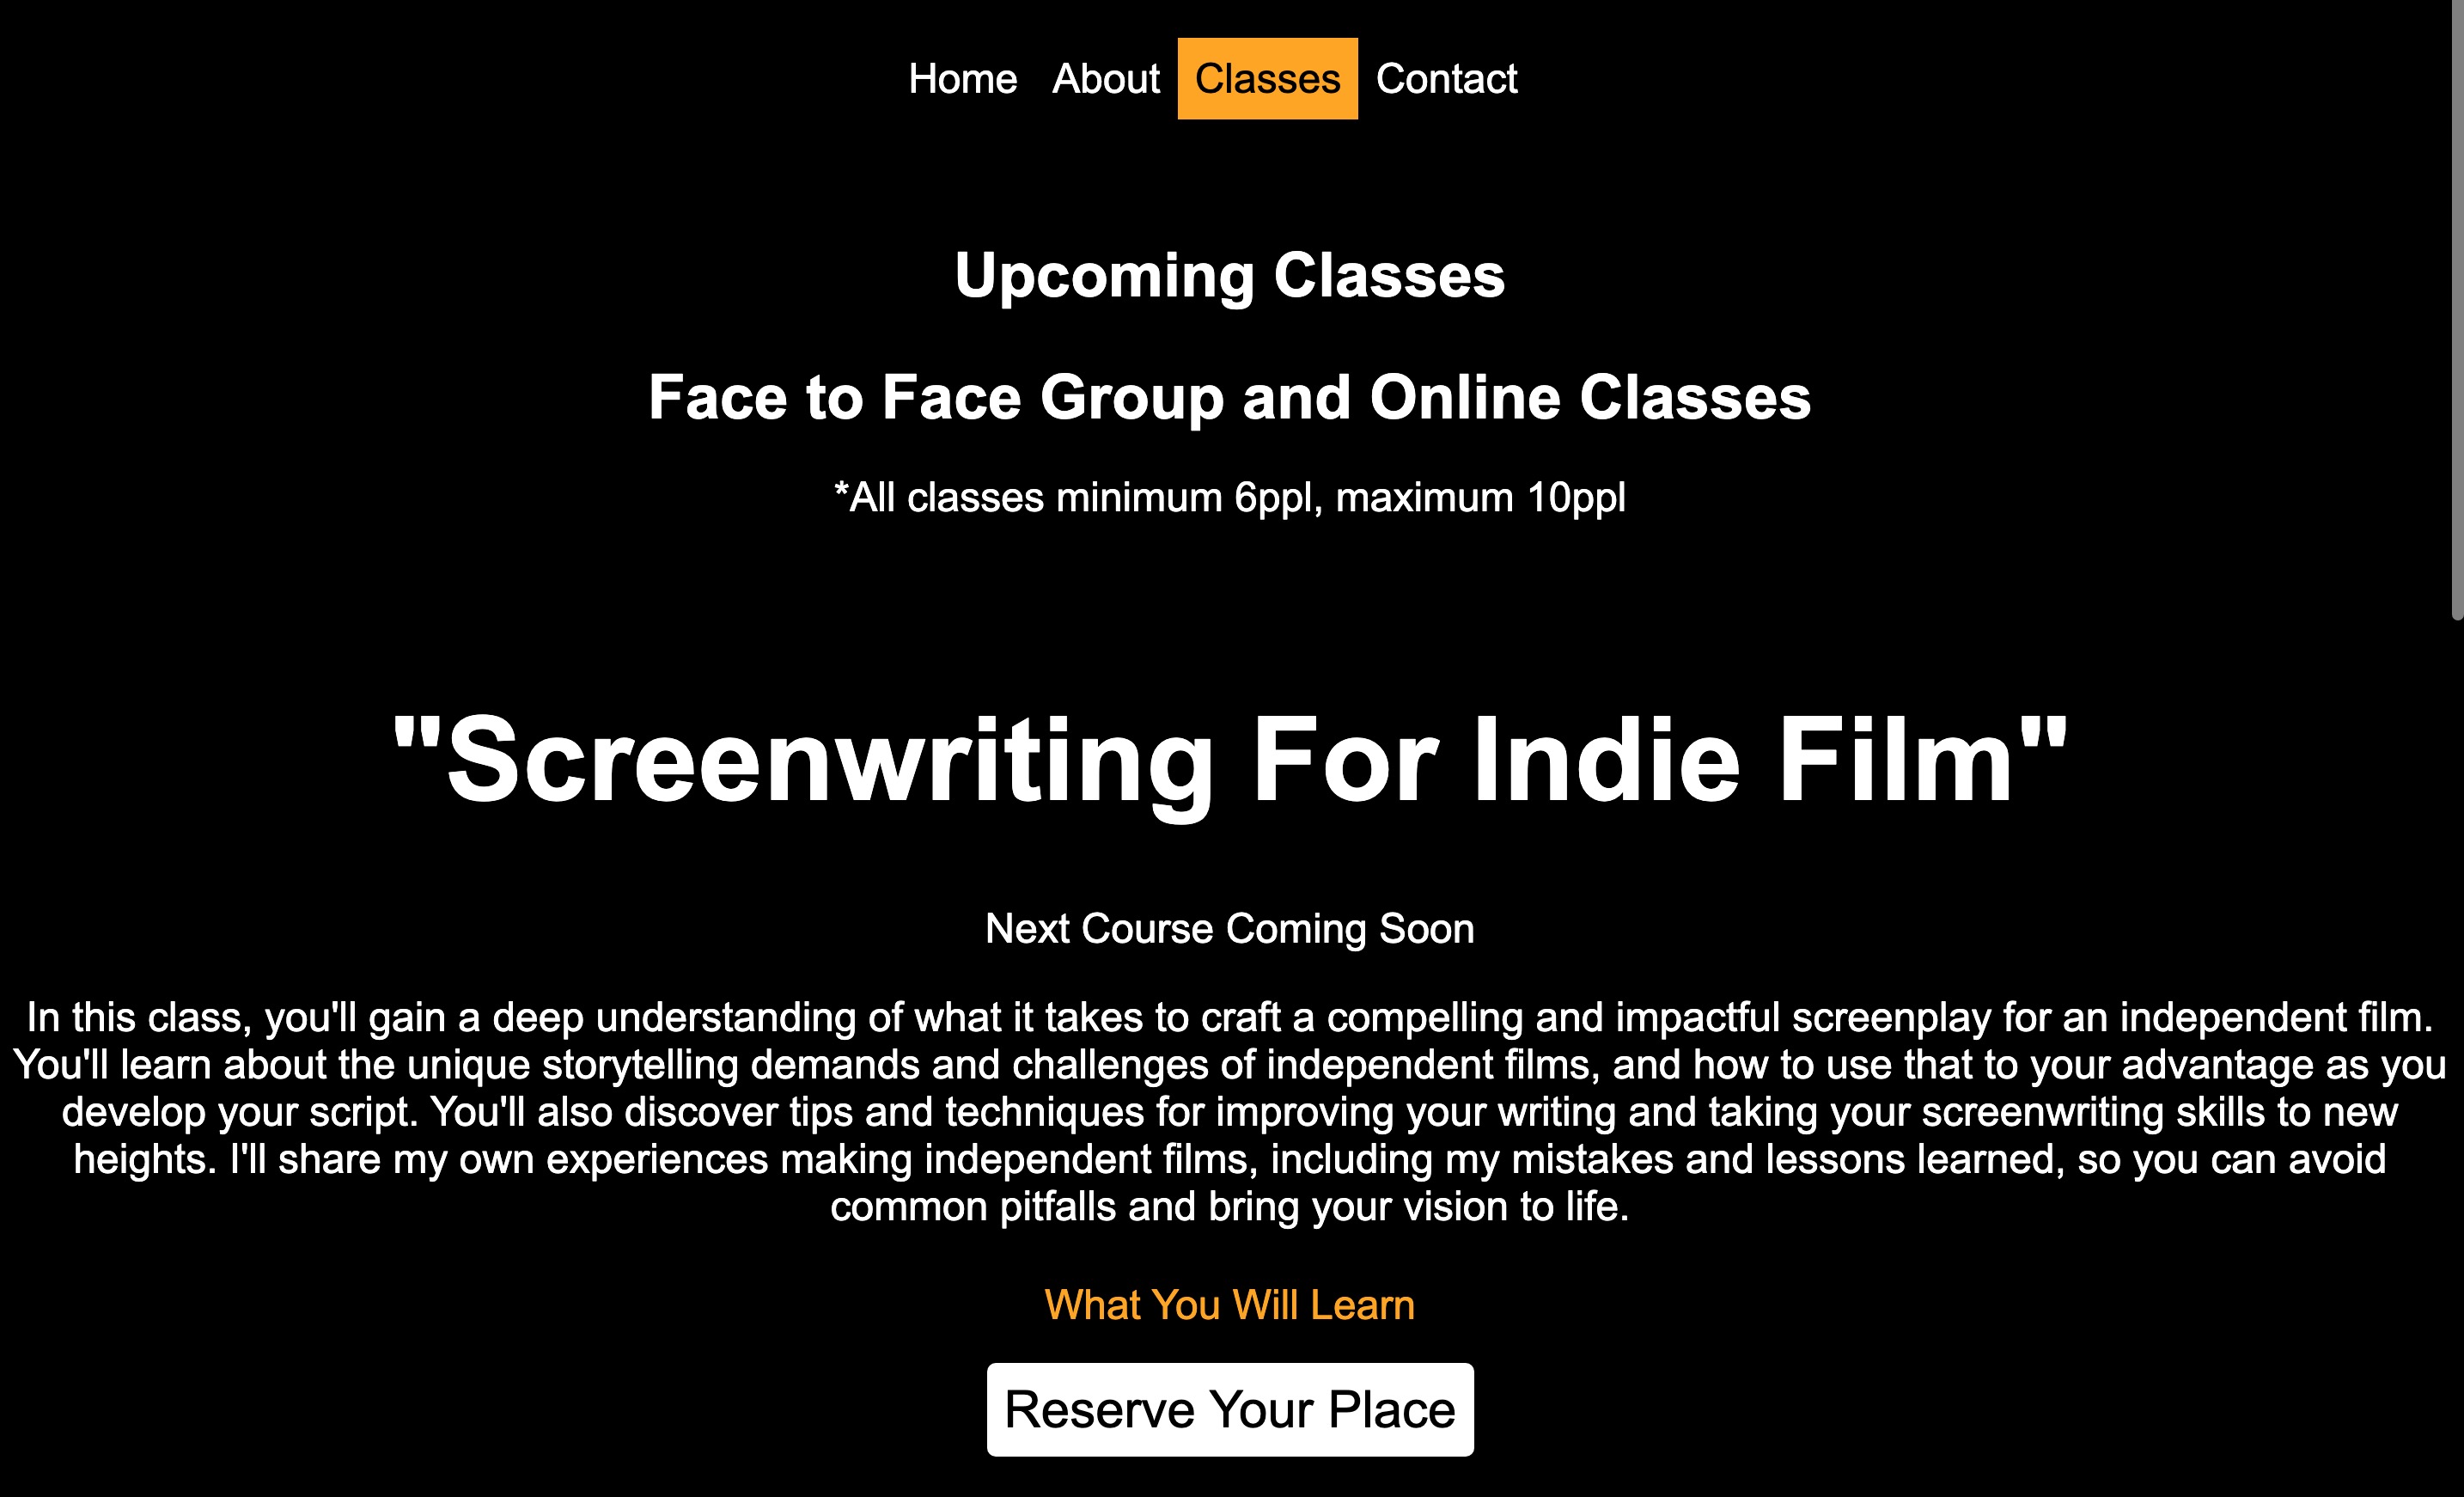 Home About Classes Contact
Upcoming Classes
Face to Face Group and Online Classes
*All classes minimum 6ppl, maximum 10ppl
"Screenwriting For Indie Film"
Next Course Coming Soon
In this class, you'll gain a deep understanding of what it takes to craft a compelling and impactful screenplay for an independent film.
You'll learn about the unique storytelling demands and challenges of independent films, and how to use that to your advantage as you
develop your script. You'll also discover tips and techniques for improving your writing and taking your screenwriting skills to new
heights. I'll share my own experiences making independent films, including my mistakes and lessons learned, so you can avoid
common pitfalls and bring your vision to life.
What You Will Learn
Reserve Your Place